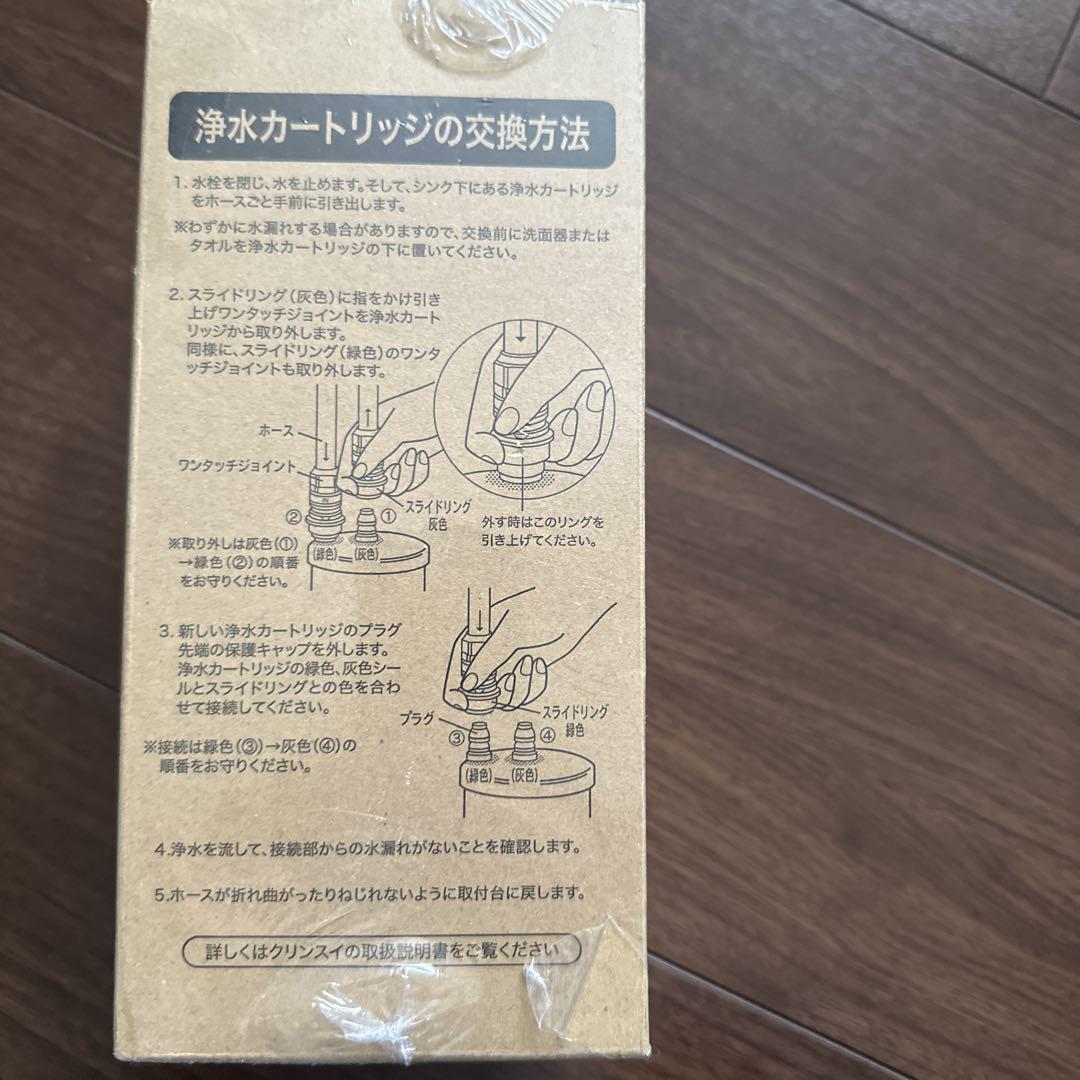 浄水カートリッジの交換方法
1. 水栓を閉じ、水を止めます。そして、シンク下にある浄水カートリッジ
をホースごと手前に引き出します。
※わずかに水漏れする場合がありますので、交換前に洗面器または
タオルを浄水カートリッジの下に置いてください。
2. スライドリング(灰色)に指をかけ引き
上げワンタッチジョイントを浄水カート
リッジから取り外します。
同様に、スライドリング(緑色)のワンタ
ッチジョイントも取り外します。
ホース
ワンタッチジョイント
IN
スライドリング
灰色
②
①
(緑色)
(灰色)
外す時はこのリングを
引き上げてください。
※取り外しは灰色(①)
→緑色(②)の順番
をお守りください。
3. 新しい浄水カートリッジのプラグ
先端の保護キャップを外します。
浄水カートリッジの緑色、灰色シー
ルとスライドリングとの色を合わ
せて接続してください。
プラグ
スライドリング
緑色
③
④
(緑色)
(灰色)
※接続は緑色(③)→灰色(④)の
順番をお守りください。
4.浄水を流して、接続部からの水漏れがないことを確認します。
5.ホースが折れ曲がったりねじれないように取付台に戻します。
詳しくはクリンスイの取扱説明書をご覧ください